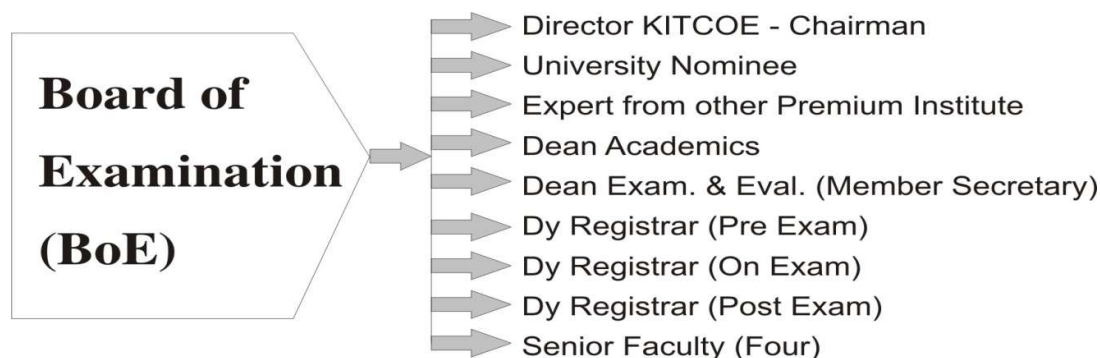 Board of
Examination
(BoE)
Director KITCOE - Chairman
University Nominee
Expert from other Premium Institute
Dean Academics
Dean Exam. & Eval. (Member Secretary)
Dy Registrar (Pre Exam)
Dy Registrar (On Exam)
Dy Registrar (Post Exam)
Senior Faculty (Four)